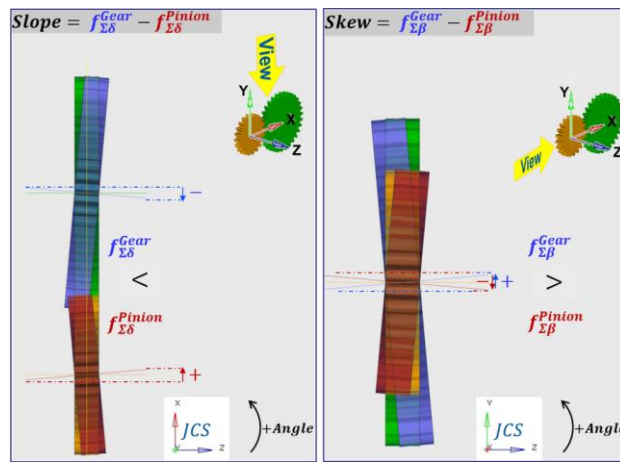 Slope = f_Σδ^Gear − f_Σδ^Pinion
View
Y
X
Z
−
f_Σδ^Gear
<
f_Σδ^Pinion
+
X
JCS
Y
Z
+Angle
Skew = f_Σβ^Gear − f_Σβ^Pinion
Y
X
Z
View
f_Σβ^Gear
− +
>
f_Σβ^Pinion
Y
JCS
X
Z
+Angle